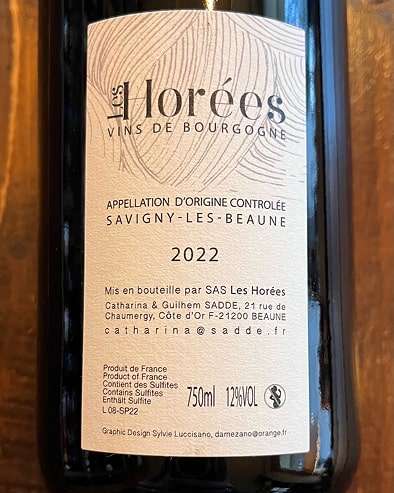 Les Horées
VINS DE BOURGOGNE
APPELLATION D'ORIGINE CONTROLÉE
SAVIGNY-LES-BEAUNE
2022
Mis en bouteille par SAS Les Horées
Catharina & Guilhem SADDE, 21 rue de
Chaumergy, Côte d'Or F-21200 BEAUNE
catharina@sadde.fr
Produit de France
Product of France
Contient des Sulfites
Contains Sulfites
Enthält Sulfite
L 08-SP22
750ml 12%VOL
Graphic Design Sylvie Luccisano, damezano@orange.fr